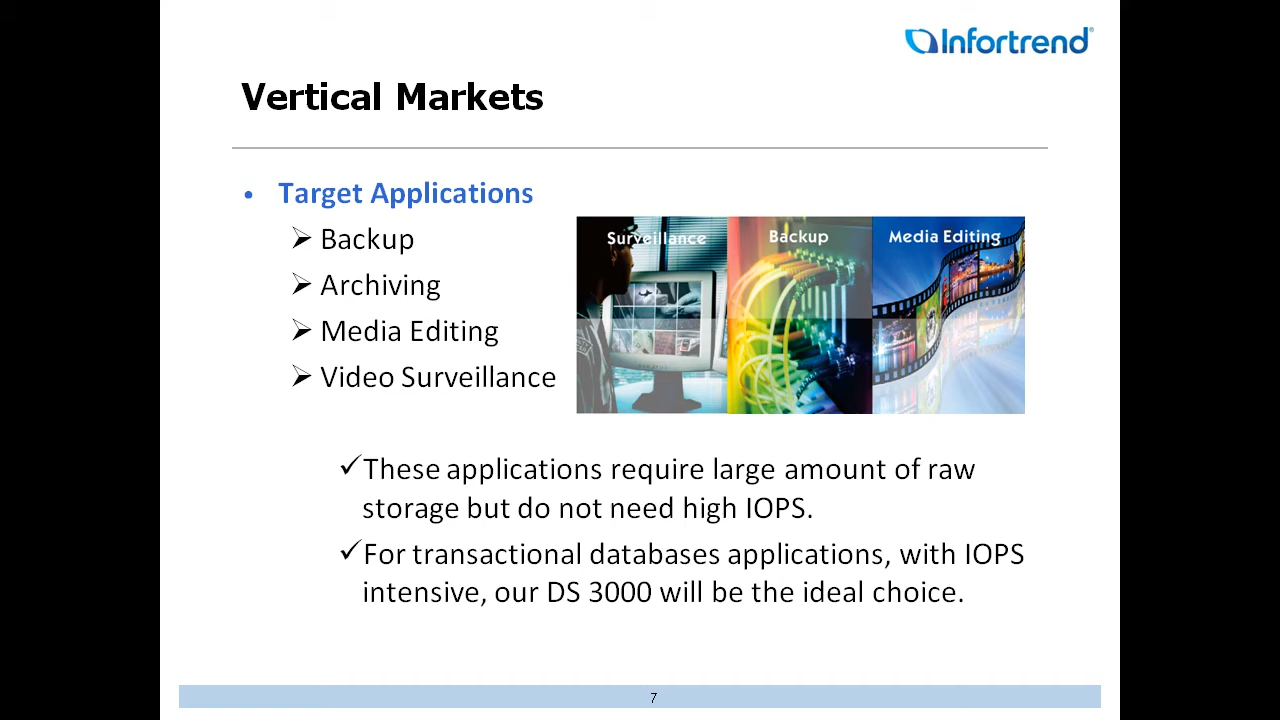 Infortrend®
Vertical Markets
• Target Applications
➢ Backup
➢ Archiving
➢ Media Editing
➢ Video Surveillance
Surveillance
Backup
Media Editing
✓These applications require large amount of raw
storage but do not need high IOPS.
✓For transactional databases applications, with IOPS
intensive, our DS 3000 will be the ideal choice.
7